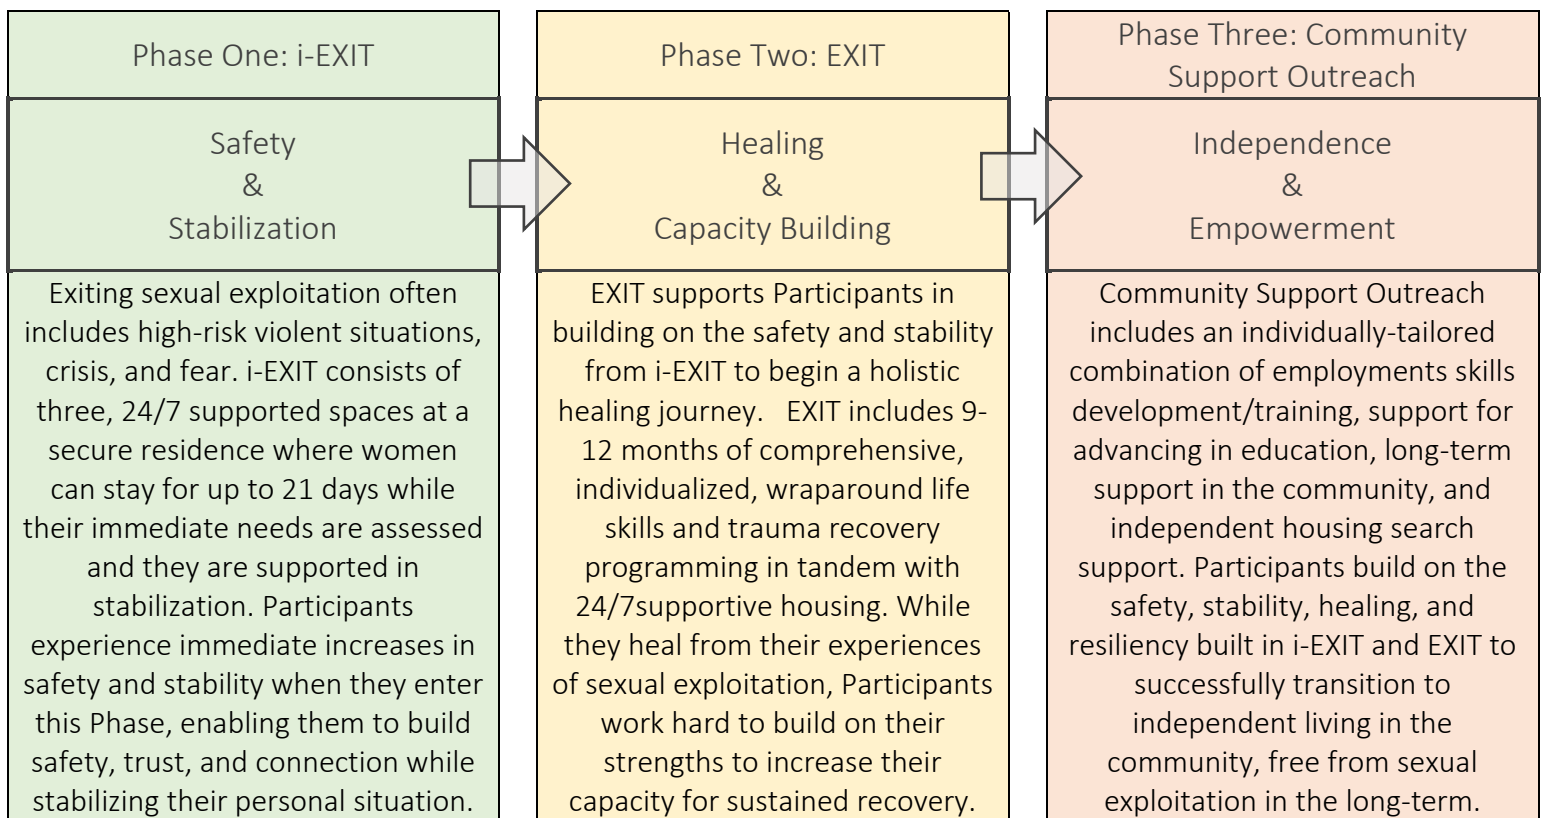 Phase One: i-EXIT
Safety
&
Stabilization
Exiting sexual exploitation often
includes high-risk violent situations,
crisis, and fear. i-EXIT consists of
three, 24/7 supported spaces at a
secure residence where women
can stay for up to 21 days while
their immediate needs are assessed
and they are supported in
stabilization. Participants
experience immediate increases in
safety and stability when they enter
this Phase, enabling them to build
safety, trust, and connection while
stabilizing their personal situation.
Phase Two: EXIT
Healing
&
Capacity Building
EXIT supports Participants in
building on the safety and stability
from i-EXIT to begin a holistic
healing journey.   EXIT includes 9-
12 months of comprehensive,
individualized, wraparound life
skills and trauma recovery
programming in tandem with
24/7supportive housing. While
they heal from their experiences
of sexual exploitation, Participants
work hard to build on their
strengths to increase their
capacity for sustained recovery.
Phase Three: Community
Support Outreach
Independence
&
Empowerment
Community Support Outreach
includes an individually-tailored
combination of employments skills
development/training, support for
advancing in education, long-term
support in the community, and
independent housing search
support. Participants build on the
safety, stability, healing, and
resiliency built in i-EXIT and EXIT to
successfully transition to
independent living in the
community, free from sexual
exploitation in the long-term.